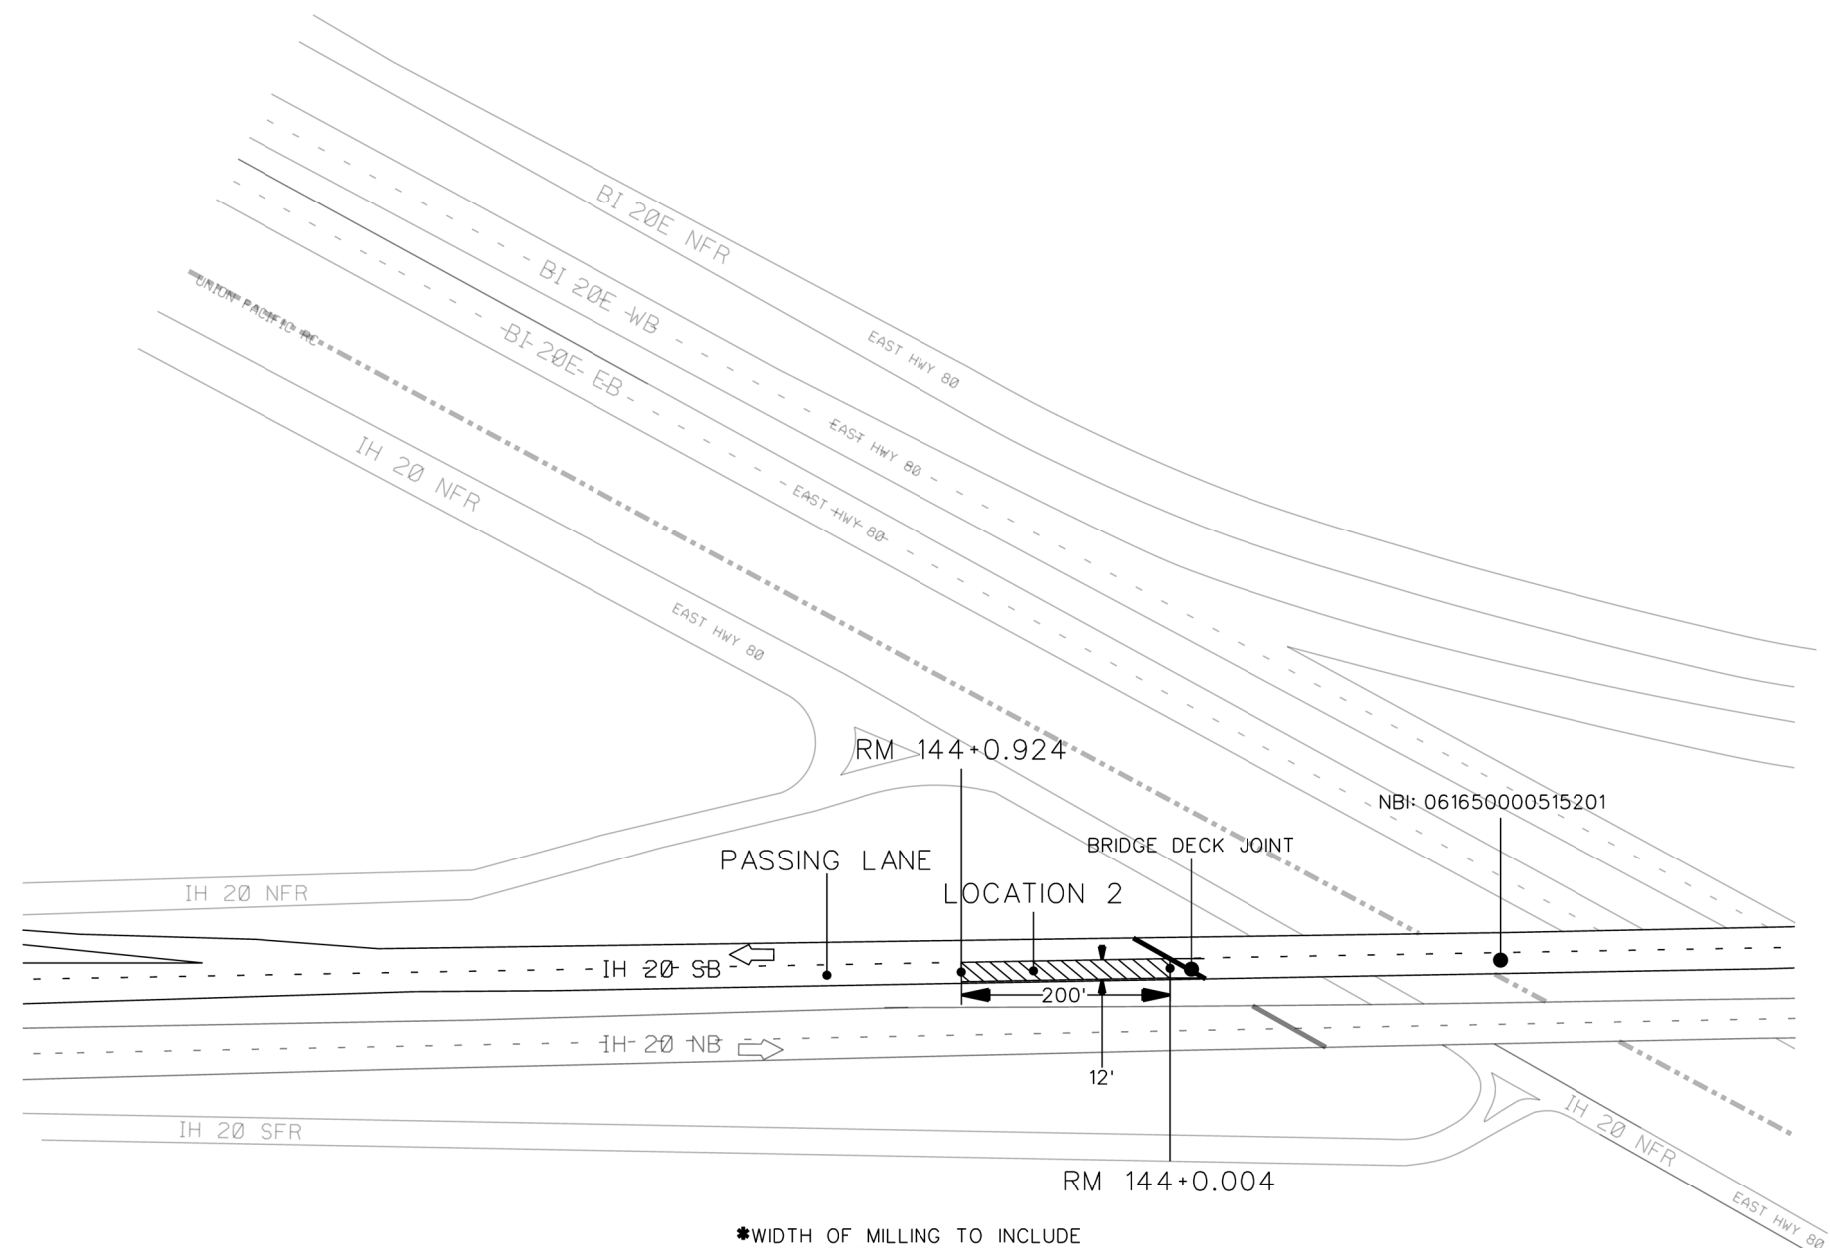 BI 20E NFR
BI 20E WB
UNION PACIFIC RC
BI 20E EB
EAST HWY 80
EAST HWY 80
IH 20 NFR
EAST HWY 80
EAST HWY 80
RM 144+0.924
NBI: 061650000515201
BRIDGE DECK JOINT
PASSING LANE
IH 20 NFR
LOCATION 2
IH 20 SB
200'
IH 20 NB
12'
IH 20 SFR
IH 20 NFR
RM 144+0.004
EAST HWY 80
*WIDTH OF MILLING TO INCLUDE